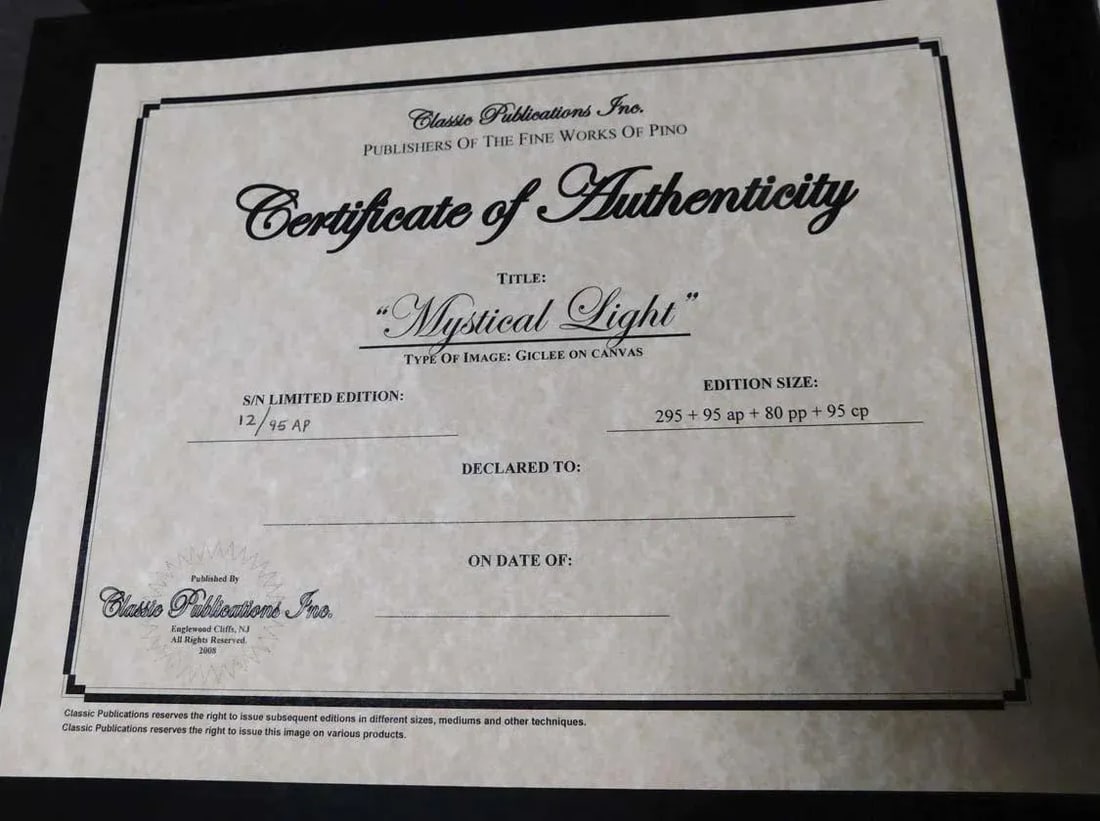 Classic Publications Inc.
PUBLISHERS OF THE FINE WORKS OF PINO
Certificate of Authenticity
TITLE:
“Mystical Light”
TYPE OF IMAGE: GICLEE ON CANVAS
S/N LIMITED EDITION:
12/95 AP
EDITION SIZE:
295 + 95 ap + 80 pp + 95 cp
DECLARED TO:
ON DATE OF:
Published By
Classic Publications Inc.
Englewood Cliffs, NJ
All Rights Reserved.
2008
Classic Publications reserves the right to issue subsequent editions in different sizes, mediums and other techniques.
Classic Publications reserves the right to issue this image on various products.